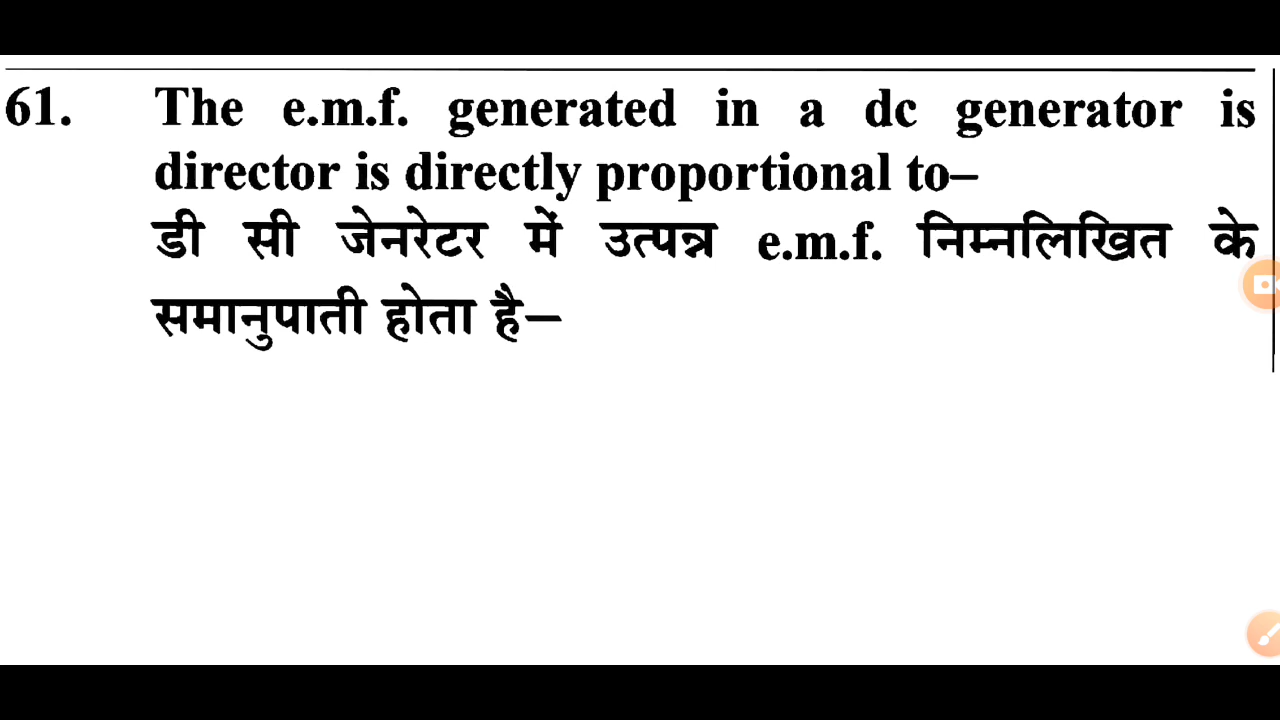 61. The e.m.f. generated in a dc generator is
director is directly proportional to–
डी सी जेनरेटर में उत्पन्न e.m.f. निम्नलिखित के
समानुपाती होता है–